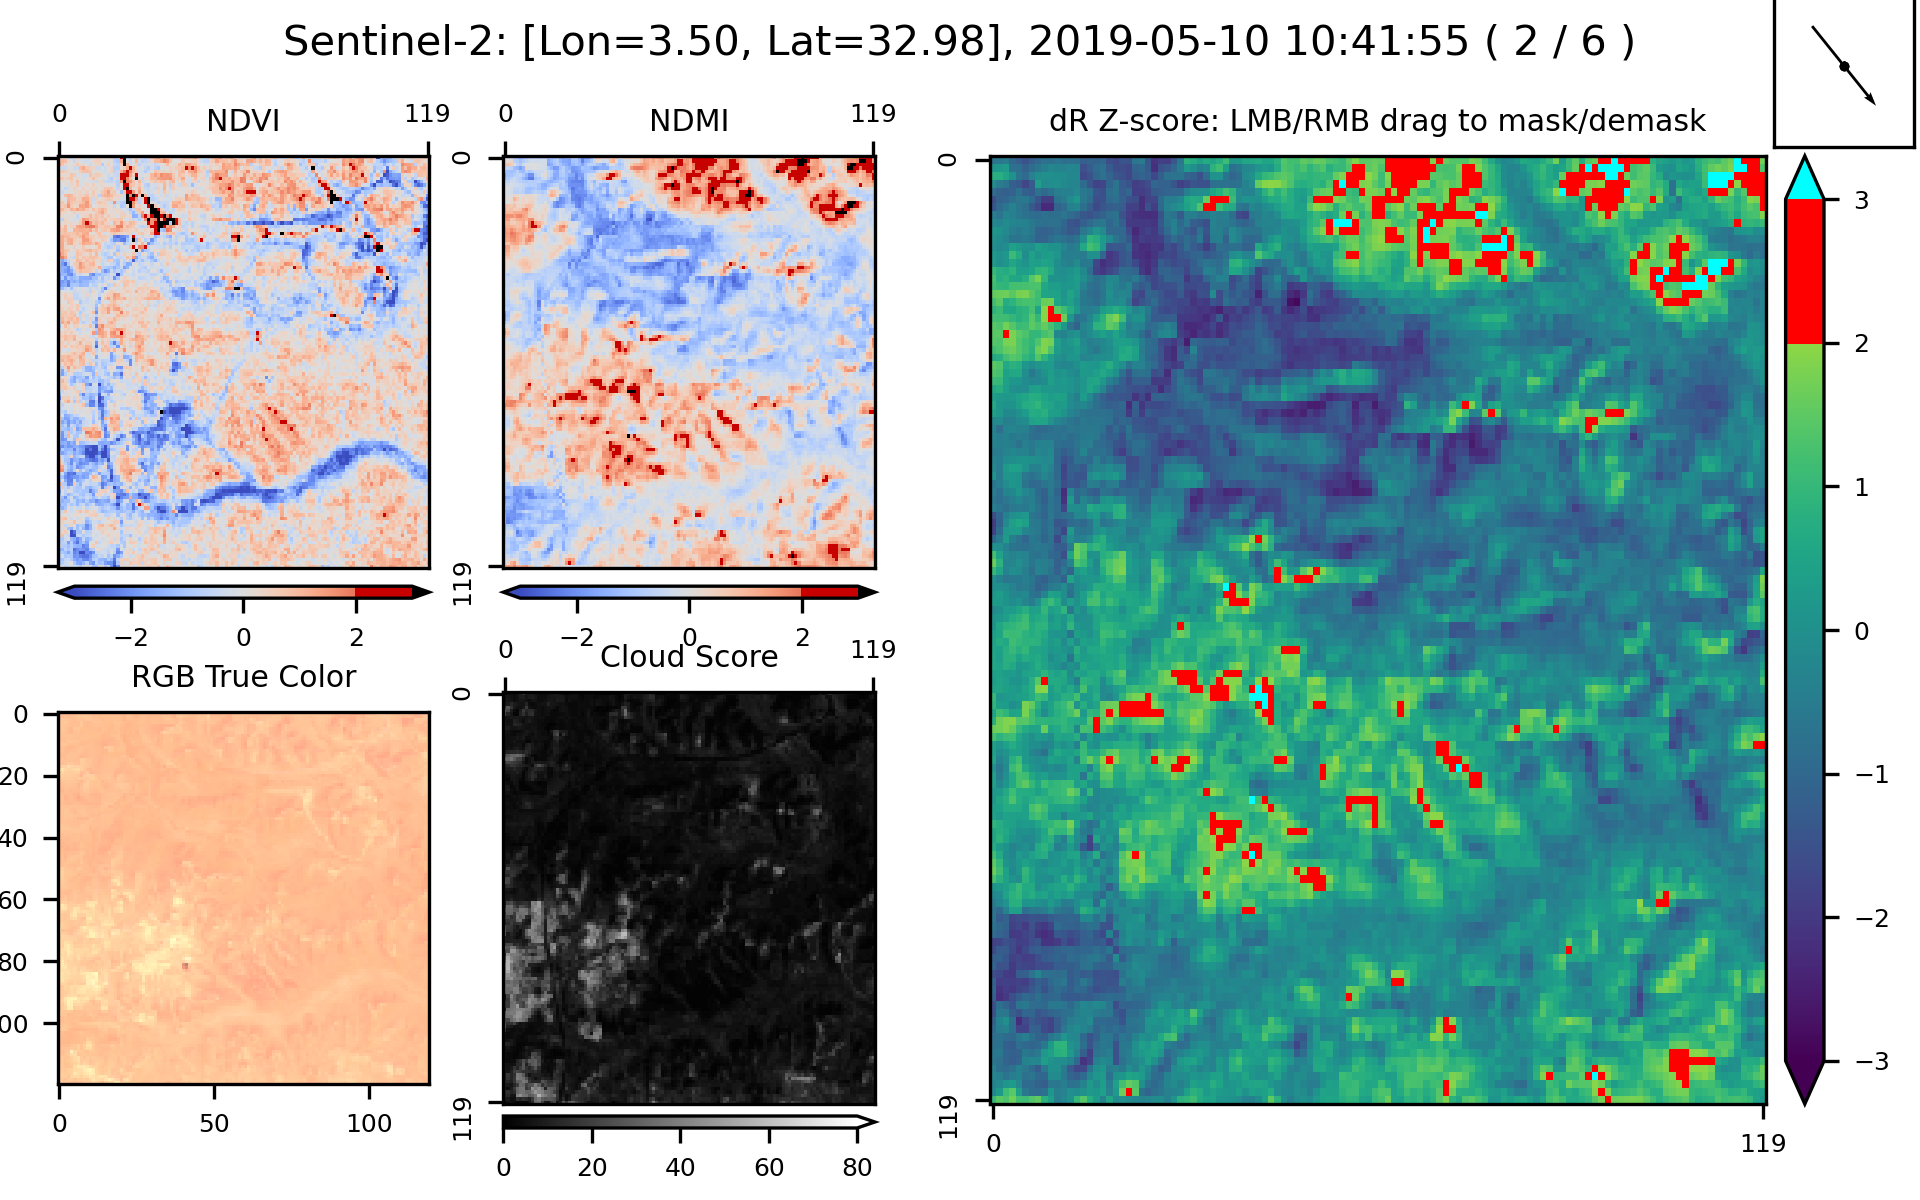 Sentinel-2: [Lon=3.50, Lat=32.98], 2019-05-10 10:41:55 ( 2 / 6 )
0 NDVI 119
0 NDMI 119
dR Z-score: LMB/RMB drag to mask/demask
0
0
0
119
119
−2 0 2
−2 0 2
3
2
1
0
−1
−2
−3
RGB True Color
0 Cloud Score 119
0
20
40
60
80
00
0 50 100
0
119
0 20 40 60 80
119
0 119